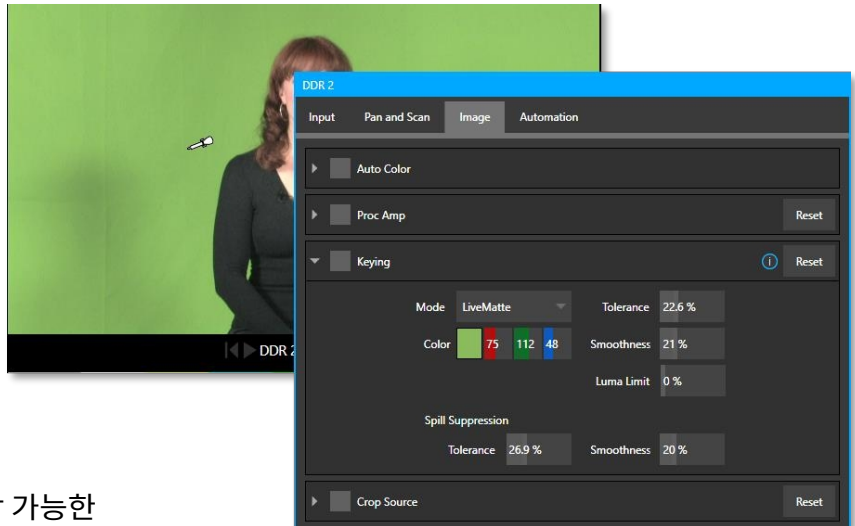 DDR 2
Input Pan and Scan Image Automation
Auto Color
Proc Amp Reset
Keying Reset
Mode LiveMatte Tolerance 22.6 %
Color 75 112 48 Smoothness 21 %
DDR 2
Luma Limit 0 %
Spill Suppression
Tolerance 26.9 % Smoothness 20 %
가능한
Crop Source Reset